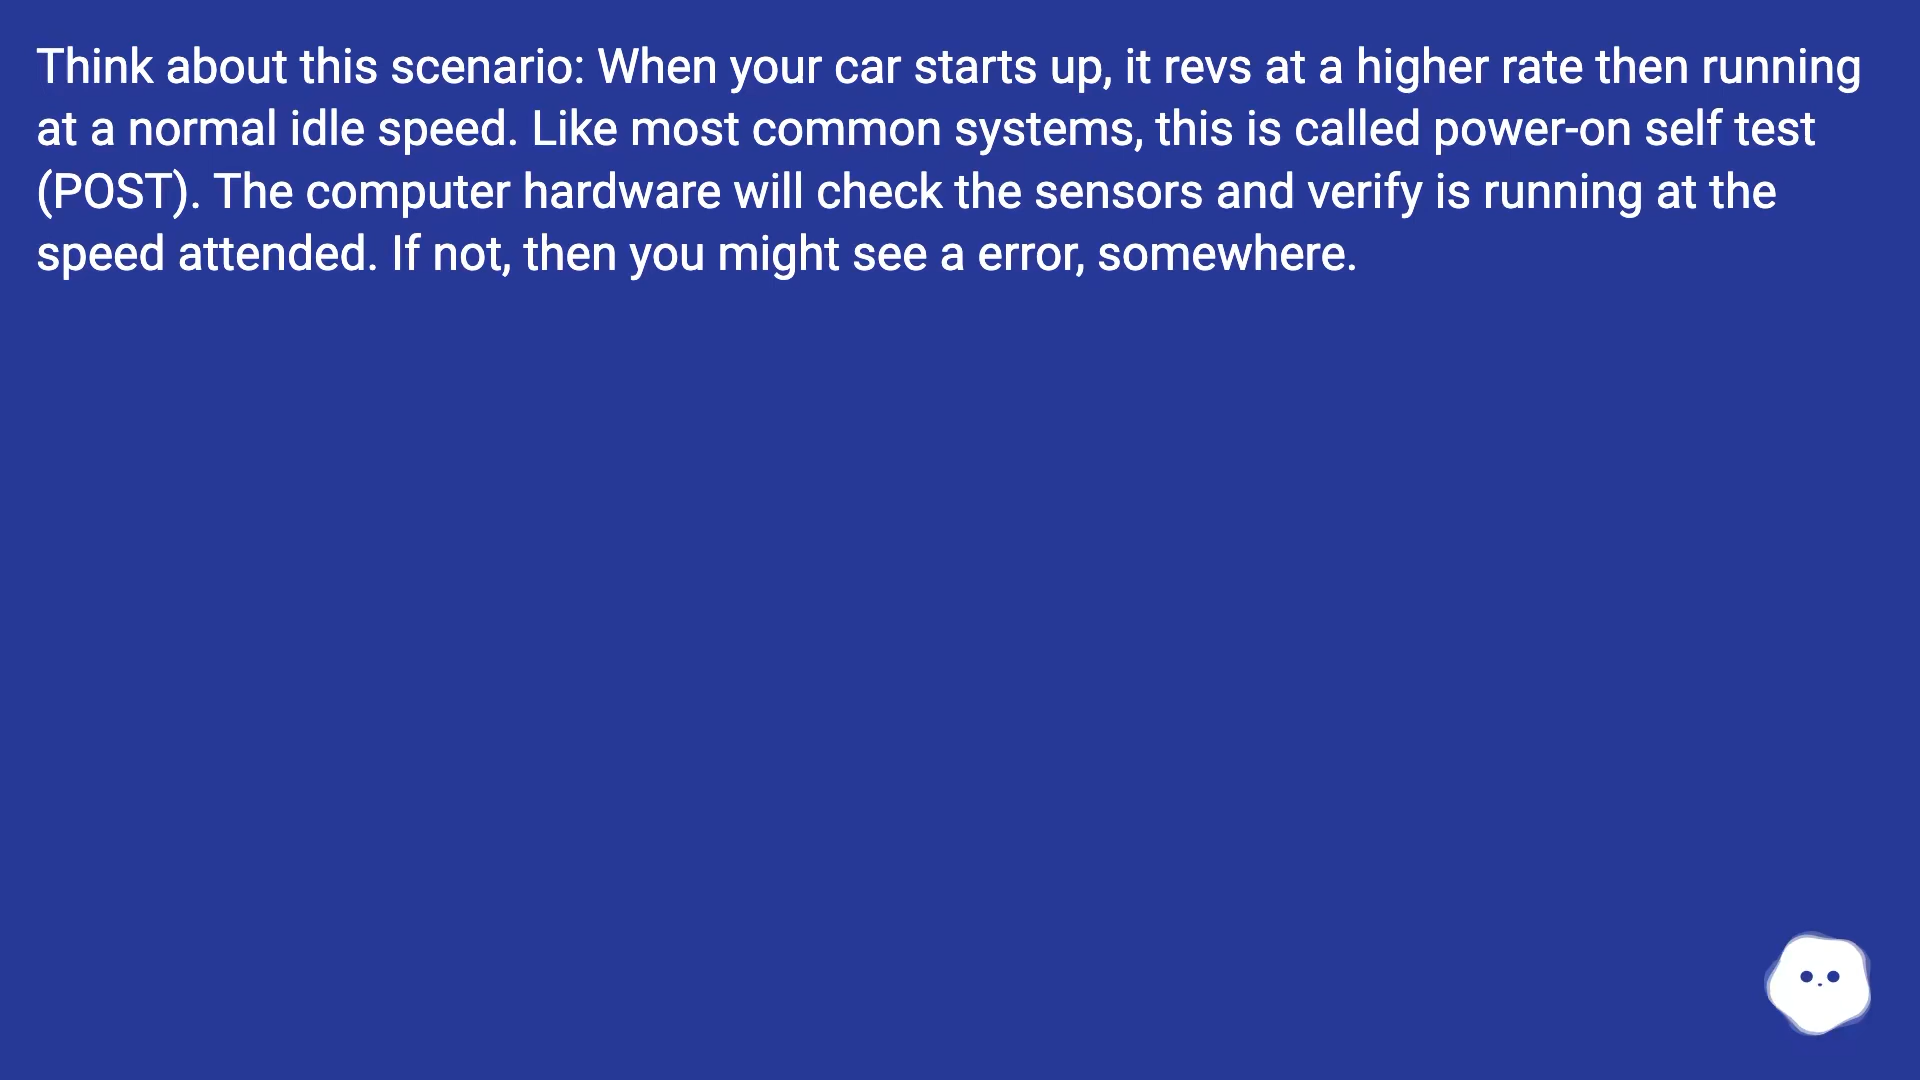 Think about this scenario: When your car starts up, it revs at a higher rate then running
at a normal idle speed. Like most common systems, this is called power-on self test
(POST). The computer hardware will check the sensors and verify is running at the
speed attended. If not, then you might see a error, somewhere.